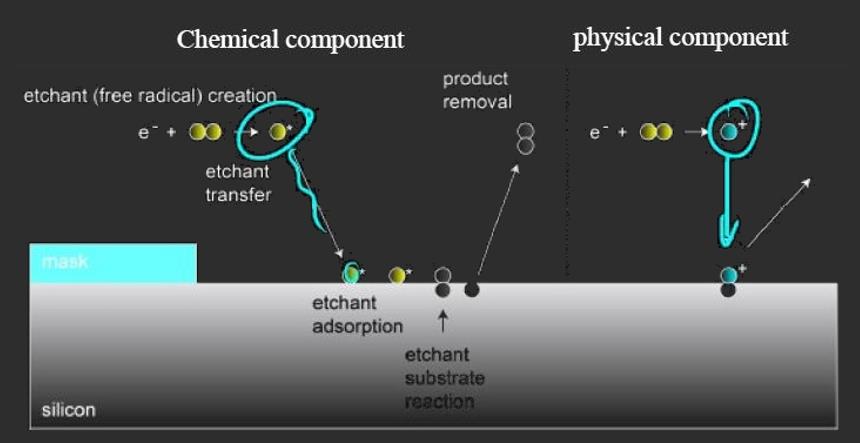 Chemical component
physical component
etchant (free radical) creation
e⁻ +
*
etchant
transfer
product
removal
e⁻ +
+
mask
*
*
+
etchant
adsorption
etchant
substrate
reaction
silicon